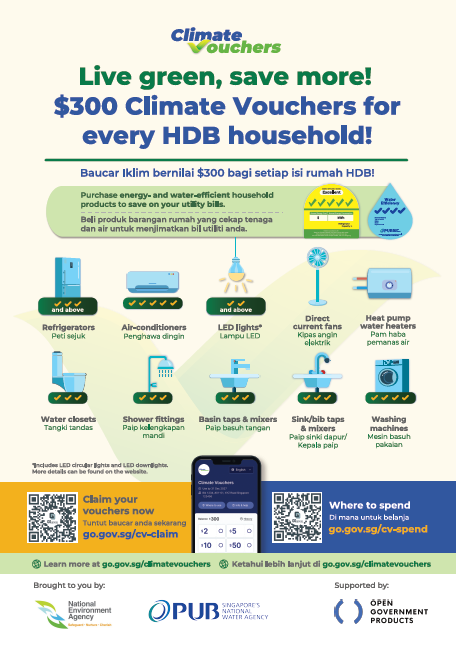 Climate
Vouchers
Live green, save more!
$300 Climate Vouchers for
every HDB household!
Baucar Iklim bernilai $300 bagi setiap isi rumah HDB!
Purchase energy- and water-efficient household
products to save on your utility bills.
Beli produk barangan rumah yang cekap tenaga
dan air untuk menjimatkan bil utiliti anda.
Excellent
Water
Efficiency
PUB
and above
Refrigerators
Peti sejuk
Air-conditioners
Penghawa dingin
and above
LED lights*
Lampu LED
Direct
current fans
Kipas angin
elektrik
Heat pump
water heaters
Pam haba
pemanas air
Water closets
Tangki tandas
Shower fittings
Paip kelengkapan
mandi
Basin taps & mixers
Paip basuh tangan
Sink/bib taps
& mixers
Paip sinki dapur/
Kepala paip
Washing
machines
Mesin basuh
pakaian
*Includes LED circular lights and LED downlights.
More details can be found on the website.
Claim your
vouchers now
Tuntut baucar anda sekarang
go.gov.sg/cv-claim
English
Climate Vouchers
$300
$2
$5
$10
$50
Where to spend
Di mana untuk belanja
go.gov.sg/cv-spend
Learn more at go.gov.sg/climatevouchers
Ketahui lebih lanjut di go.gov.sg/climatevouchers
Brought to you by:
Supported by:
National
Environment
Agency
Safeguard • Nurture • Cherish
PUB
SINGAPORE'S
NATIONAL
WATER AGENCY
OPEN
GOVERNMENT
PRODUCTS